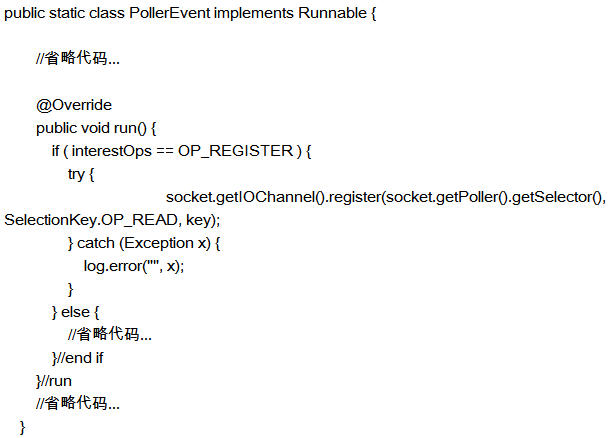 public static class PollerEvent implements Runnable {
//省略代码...
@Override
public void run() {
if ( interestOps == OP_REGISTER ) {
try {
socket.getIOChannel().register(socket.getPoller().getSelector(),
SelectionKey.OP_READ, key);
} catch (Exception x) {
log.error("", x);
}
} else {
//省略代码...
}//end if
}//run
//省略代码...
}